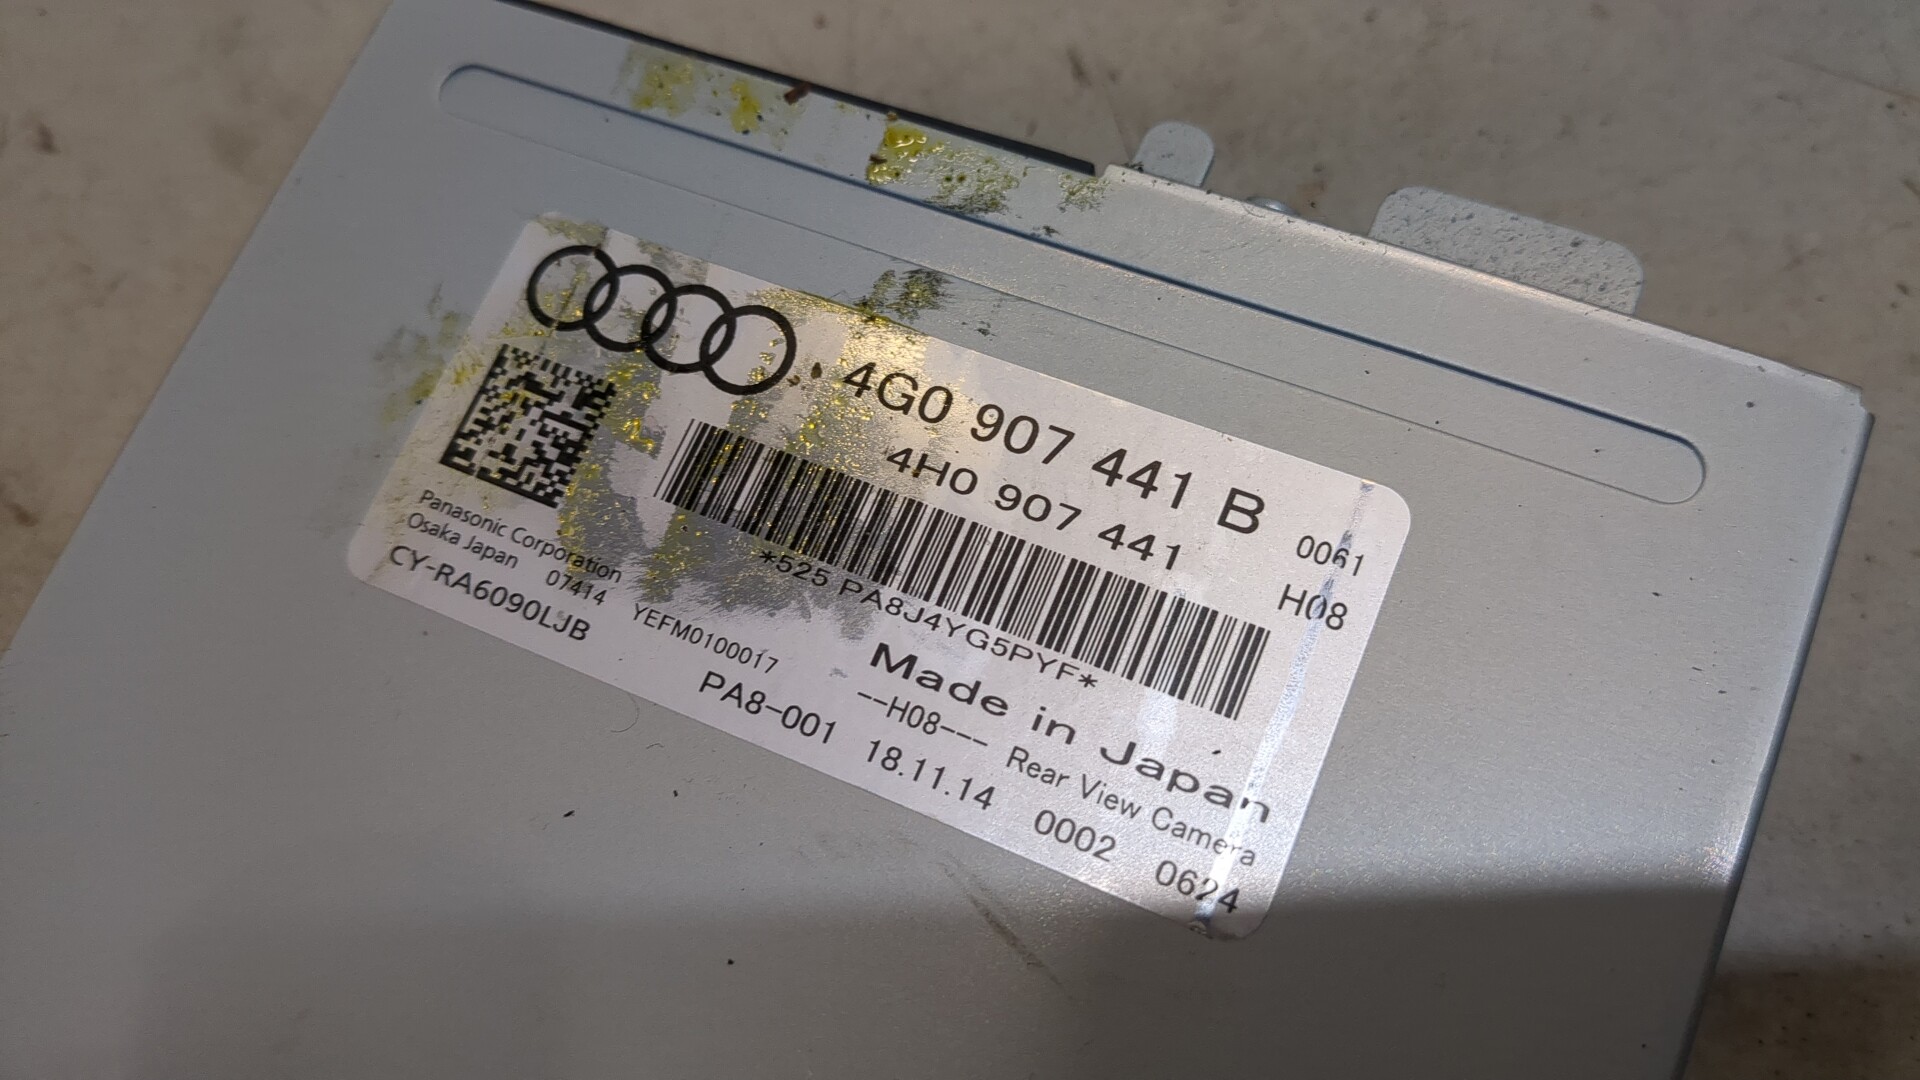 4G0 907 441 B 0061
4H0 907 441 H08
*525 PA8J4YG5PYF*
Panasonic Corporation
Osaka Japan 07414
CY-RA6090LJB
YEFM0100017
Made in Japan
--H08--- Rear View Camera
PA8-001 18.11.14 0002 0624